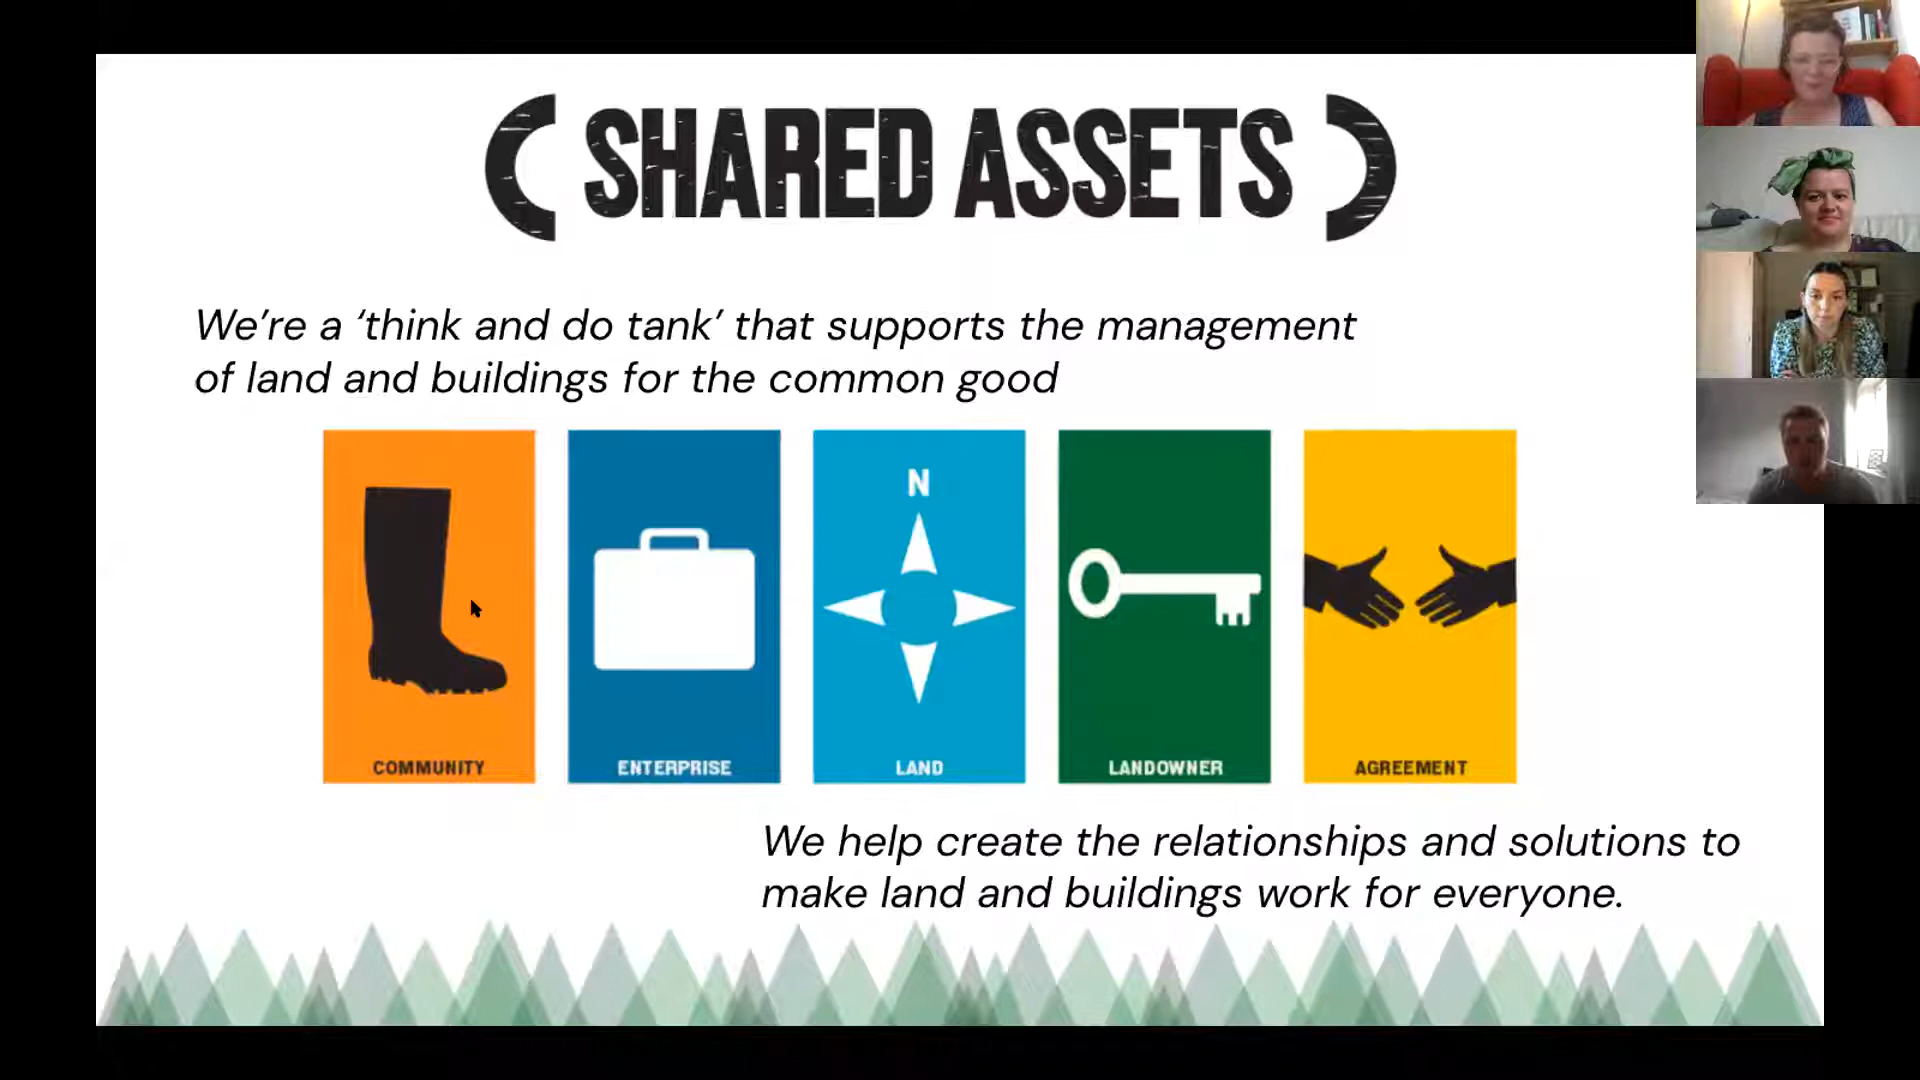 SHARED ASSETS
We’re a ‘think and do tank’ that supports the management
of land and buildings for the common good
N
COMMUNITY
ENTERPRISE
LAND
LANDOWNER
AGREEMENT
We help create the relationships and solutions to
make land and buildings work for everyone.